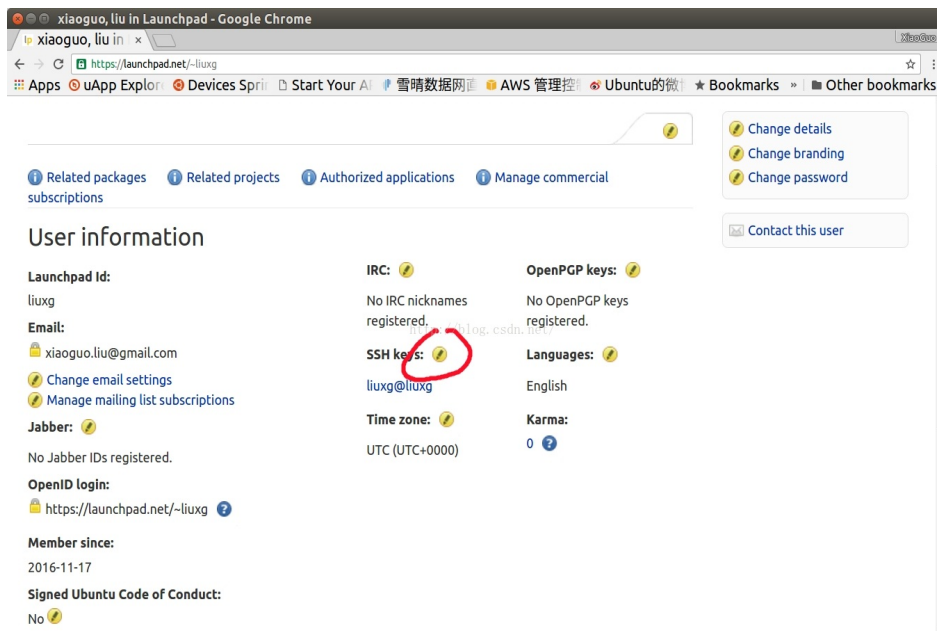 xiaoguo, liu in Launchpad - Google Chrome
lp xiaoguo, liu in ×
XiaoGuo
https://launchpad.net/~liuxg
Apps uApp Explor Devices Spri Start Your A 雪晴数据网 AWS 管理控 Ubuntu的微 Bookmarks » Other bookmarks
Change details
Change branding
Change password
Related packages Related projects Authorized applications Manage commercial
subscriptions
Contact this user
User information
Launchpad Id:
liuxg
Email:
xiaoguo.liu@gmail.com
Change email settings
Manage mailing list subscriptions
Jabber:
No Jabber IDs registered.
OpenID login:
https://launchpad.net/~liuxg ?
Member since:
2016-11-17
Signed Ubuntu Code of Conduct:
No
IRC:
No IRC nicknames
registered.
SSH keys:
liuxg@liuxg
Time zone:
UTC (UTC+0000)
OpenPGP keys:
No OpenPGP keys
registered.
Languages:
English
Karma:
0 ?
http://blog.csdn.net/